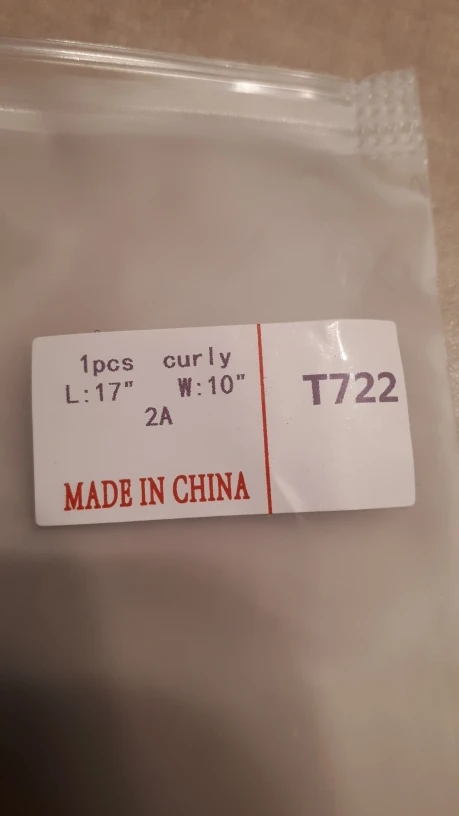 1pcs curly
L:17" W:10"
2A
MADE IN CHINA
T722